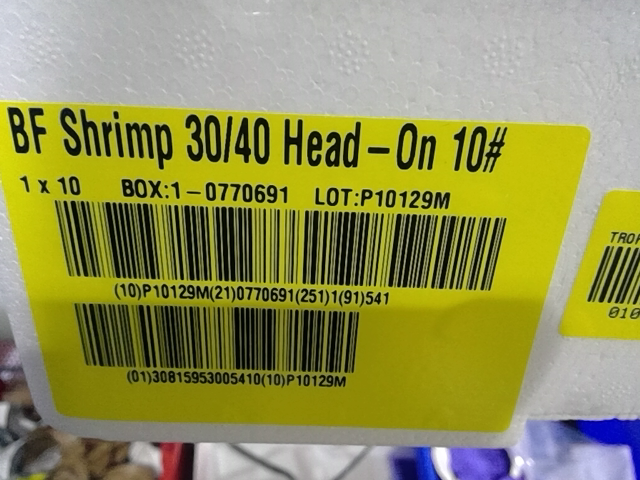 BF Shrimp 30/40 Head-On 10#
1 x 10 BOX:1-0770691 LOT:P10129M
(10)P10129M(21)0770691(251)1(91)541
(01)30815953005410(10)P10129M